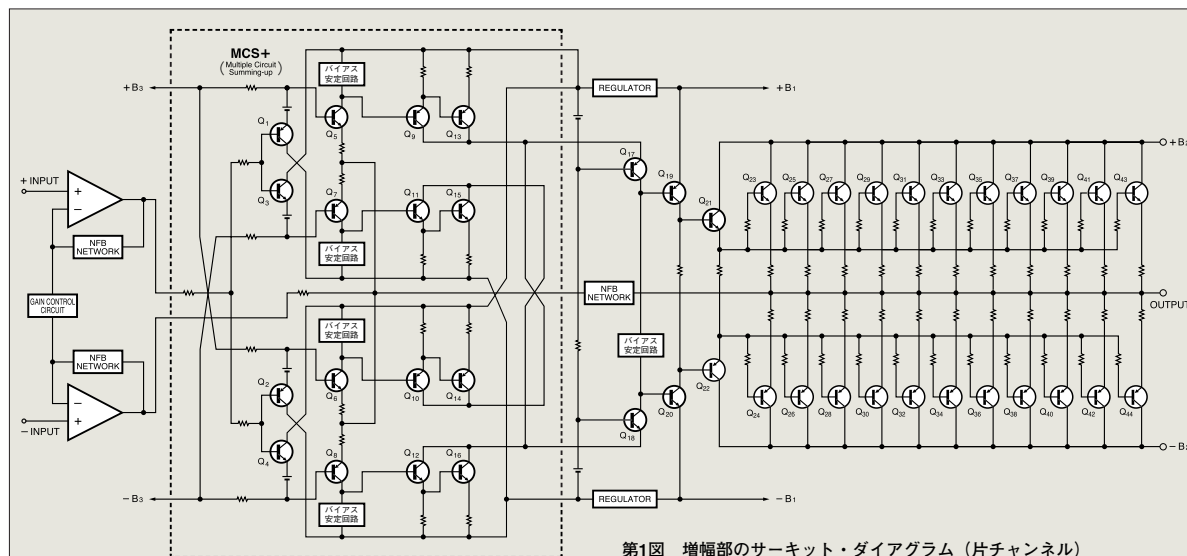 MCS+
( Multiple Circuit
Summing-up )
バイアス
安定回路
REGULATOR
+B₃
+B₁
+B₂
Q₁
Q₅
Q₉
Q₁₃
Q₃
Q₇
Q₁₁
Q₁₅
Q₁₇
Q₁₉
Q₂₁
Q₂₃
Q₂₅
Q₂₇
Q₂₉
Q₃₁
Q₃₃
Q₃₅
Q₃₇
Q₃₉
Q₄₁
Q₄₃
+ INPUT
+
−
NFB
NETWORK
バイアス
安定回路
GAIN CONTROL
CIRCUIT
NFB
NETWORK
OUTPUT
バイアス
安定回路
バイアス
安定回路
NFB
NETWORK
−
+
− INPUT
Q₂
Q₆
Q₁₀
Q₁₄
Q₄
Q₈
Q₁₂
Q₁₆
Q₁₈
Q₂₀
Q₂₂
Q₂₄
Q₂₆
Q₂₈
Q₃₀
Q₃₂
Q₃₄
Q₃₆
Q₃₈
Q₄₀
Q₄₂
Q₄₄
−B₂
−B₃
バイアス
安定回路
REGULATOR
−B₁
第1図 増幅部のサーキット・ダイアグラム（片チャンネル）